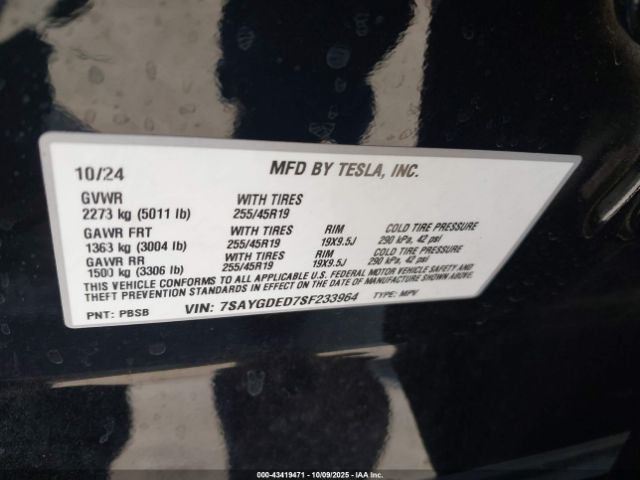 10/24 MFD BY TESLA, INC.
GVWR WITH TIRES
2273 kg (5011 lb) 255/45R19
GAWR FRT WITH TIRES RIM COLD TIRE PRESSURE
1363 kg (3004 lb) 255/45R19 19X9.5J 290 kPa, 42 psi
GAWR RR WITH TIRES RIM COLD TIRE PRESSURE
1500 kg (3306 lb) 255/45R19 19X9.5J 290 kPa, 42 psi
THIS VEHICLE CONFORMS TO ALL APPLICABLE U.S. FEDERAL MOTOR VEHICLE SAFETY AND
THEFT PREVENTION STANDARDS IN EFFECT ON THE DATE OF MANUFACTURE SHOWN ABOVE.
PNT: PBSB VIN: 7SAYGDED7SF233964 TYPE: MPV
000-43419471 - 10/09/2025 - IAA Inc.